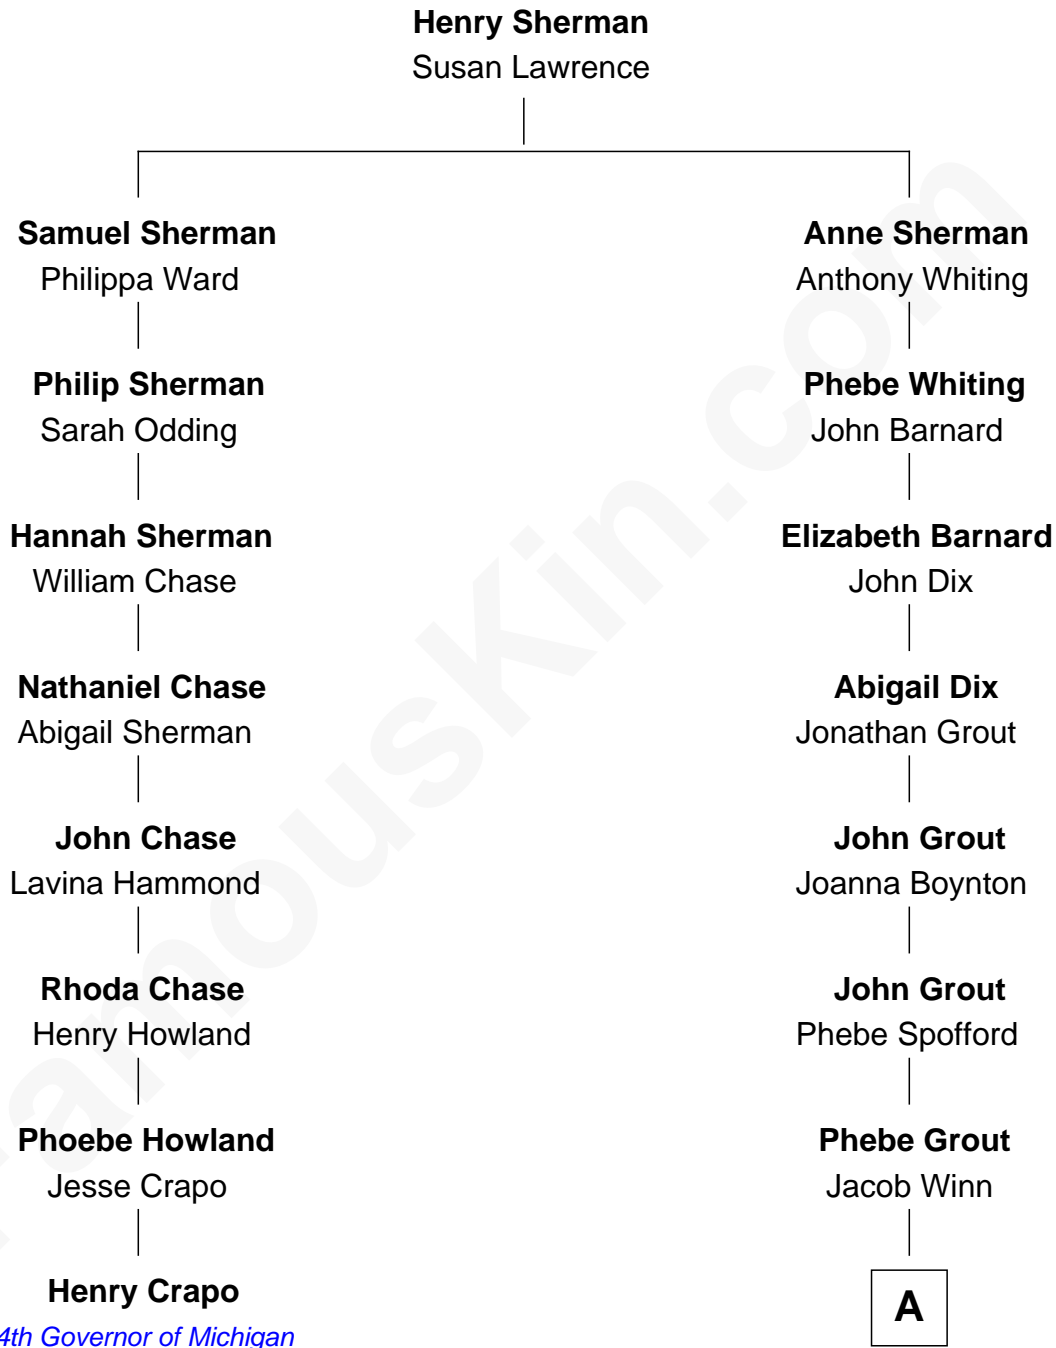 Henry Sherman
Susan Lawrence
Samuel Sherman
Philippa Ward
Anne Sherman
Anthony Whiting
Philip Sherman
Sarah Odding
Phebe Whiting
John Barnard
Hannah Sherman
William Chase
Elizabeth Barnard
John Dix
Nathaniel Chase
Abigail Sherman
Abigail Dix
Jonathan Grout
John Chase
Lavina Hammond
John Grout
Joanna Boynton
Rhoda Chase
Henry Howland
John Grout
Phebe Spofford
Phoebe Howland
Jesse Crapo
Phebe Grout
Jacob Winn
Henry Crapo
4th Governor of Michigan
A
FamousKin.com